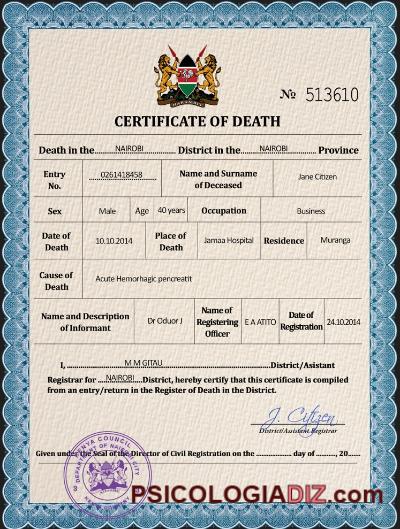 № 513610
CERTIFICATE OF DEATH
Death in the NAIROBI District in the NAIROBI Province
Entry No. 0261418458 Name and Surname of Deceased Jane Citizen
Sex Male Age 40 years Occupation Business
Date of Death 10.10.2014 Place of Death Jamaa Hospital Residence Muranga
Cause of Death Acute Hemorhagic pencreatit
Name and Description of Informant Dr Oduor J Name of Registering Officer E A ATITO Date of Registration 24.10.2014
I, M M GITAU District/Asistant
Registrar for NAIROBI District, hereby certify that this certificate is compiled
from an entry/return in the Register of Death in the District.
J. Citizen
District/Assistant Registrar
Given under the Seal of the Director of Civil Registration on the ............... day of .........., 20......
PSICOLOGIADIZ.com